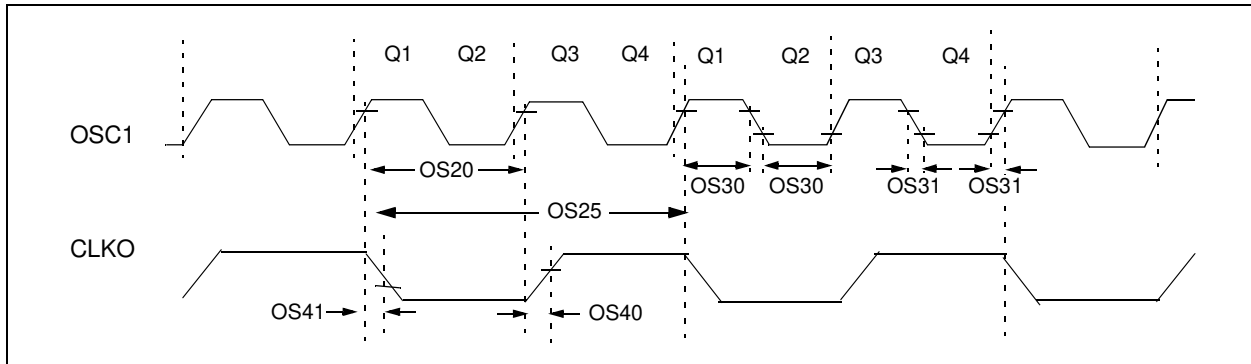 Q1 Q2 Q3 Q4 Q1 Q2 Q3 Q4
OSC1
OS20 OS30 OS30 OS31 OS31
OS25
CLKO
OS41 OS40